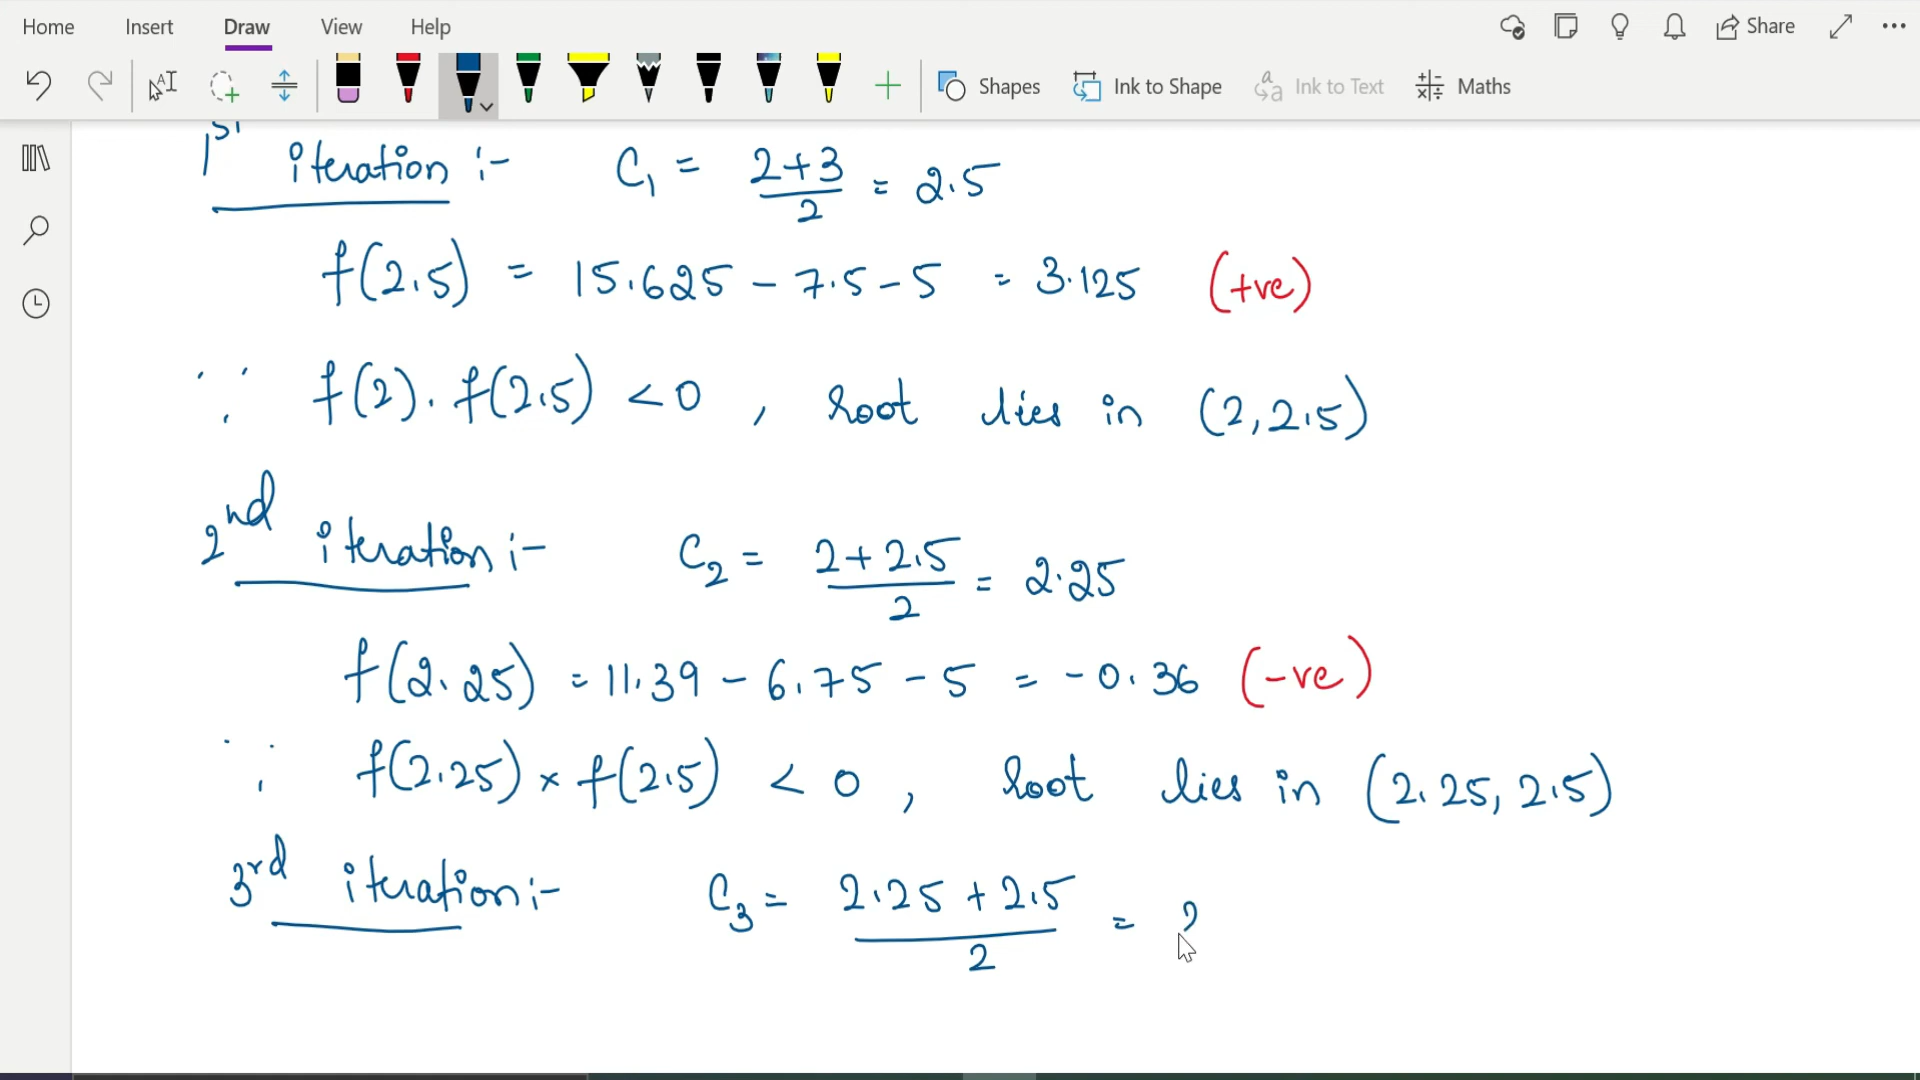 Home Insert Draw View Help Share
Shapes Ink to Shape Ink to Text Maths
1st iteration :- C₁ = 2+3/2 = 2.5
f(2.5) = 15.625 - 7.5 - 5 = 3.125 (+ve)
∵ f(2). f(2.5) < 0 , root lies in (2, 2.5)
2nd iteration :- C₂ = 2 + 2.5/2 = 2.25
f(2.25) = 11.39 - 6.75 - 5 = -0.36 (-ve)
∵ f(2.25) × f(2.5) < 0 , root lies in (2.25, 2.5)
3rd iteration :- C₃ = 2.25 + 2.5/2 =